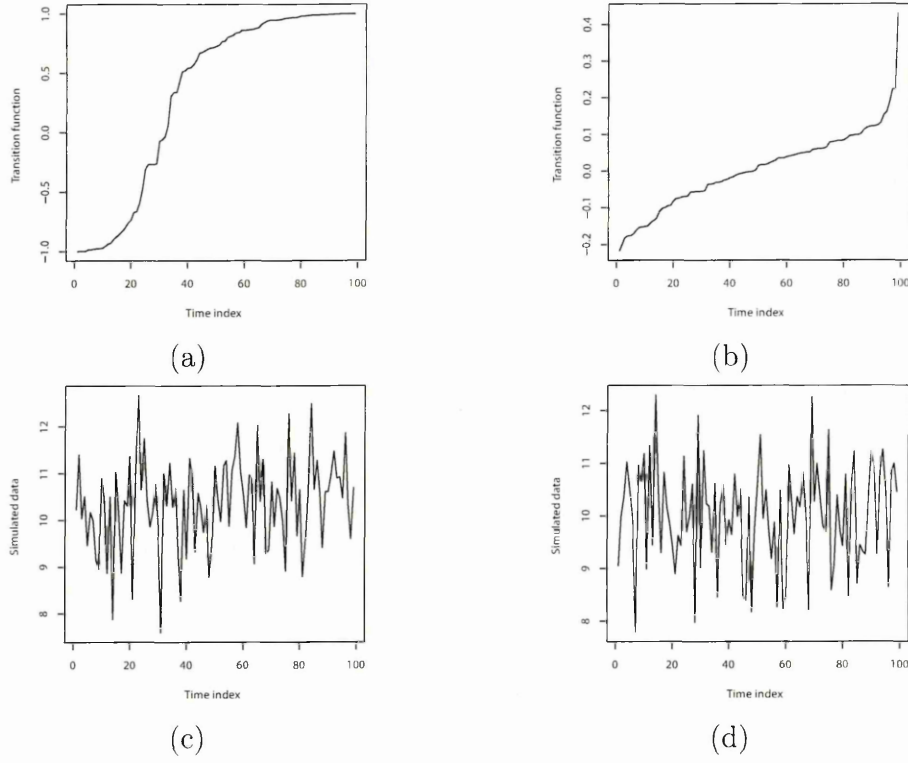 1.0
0.5
0.0
−0.5
−1.0
Transition function
0 20 40 60 80 100
Time index
(a)
0.4
0.3
0.2
0.1
0.0
−0.1
−0.2
Transition function
0 20 40 60 80 100
Time index
(b)
12
11
10
9
8
Simulated data
0 20 40 60 80 100
Time index
(c)
12
11
10
9
8
Simulated data
0 20 40 60 80 100
Time index
(d)